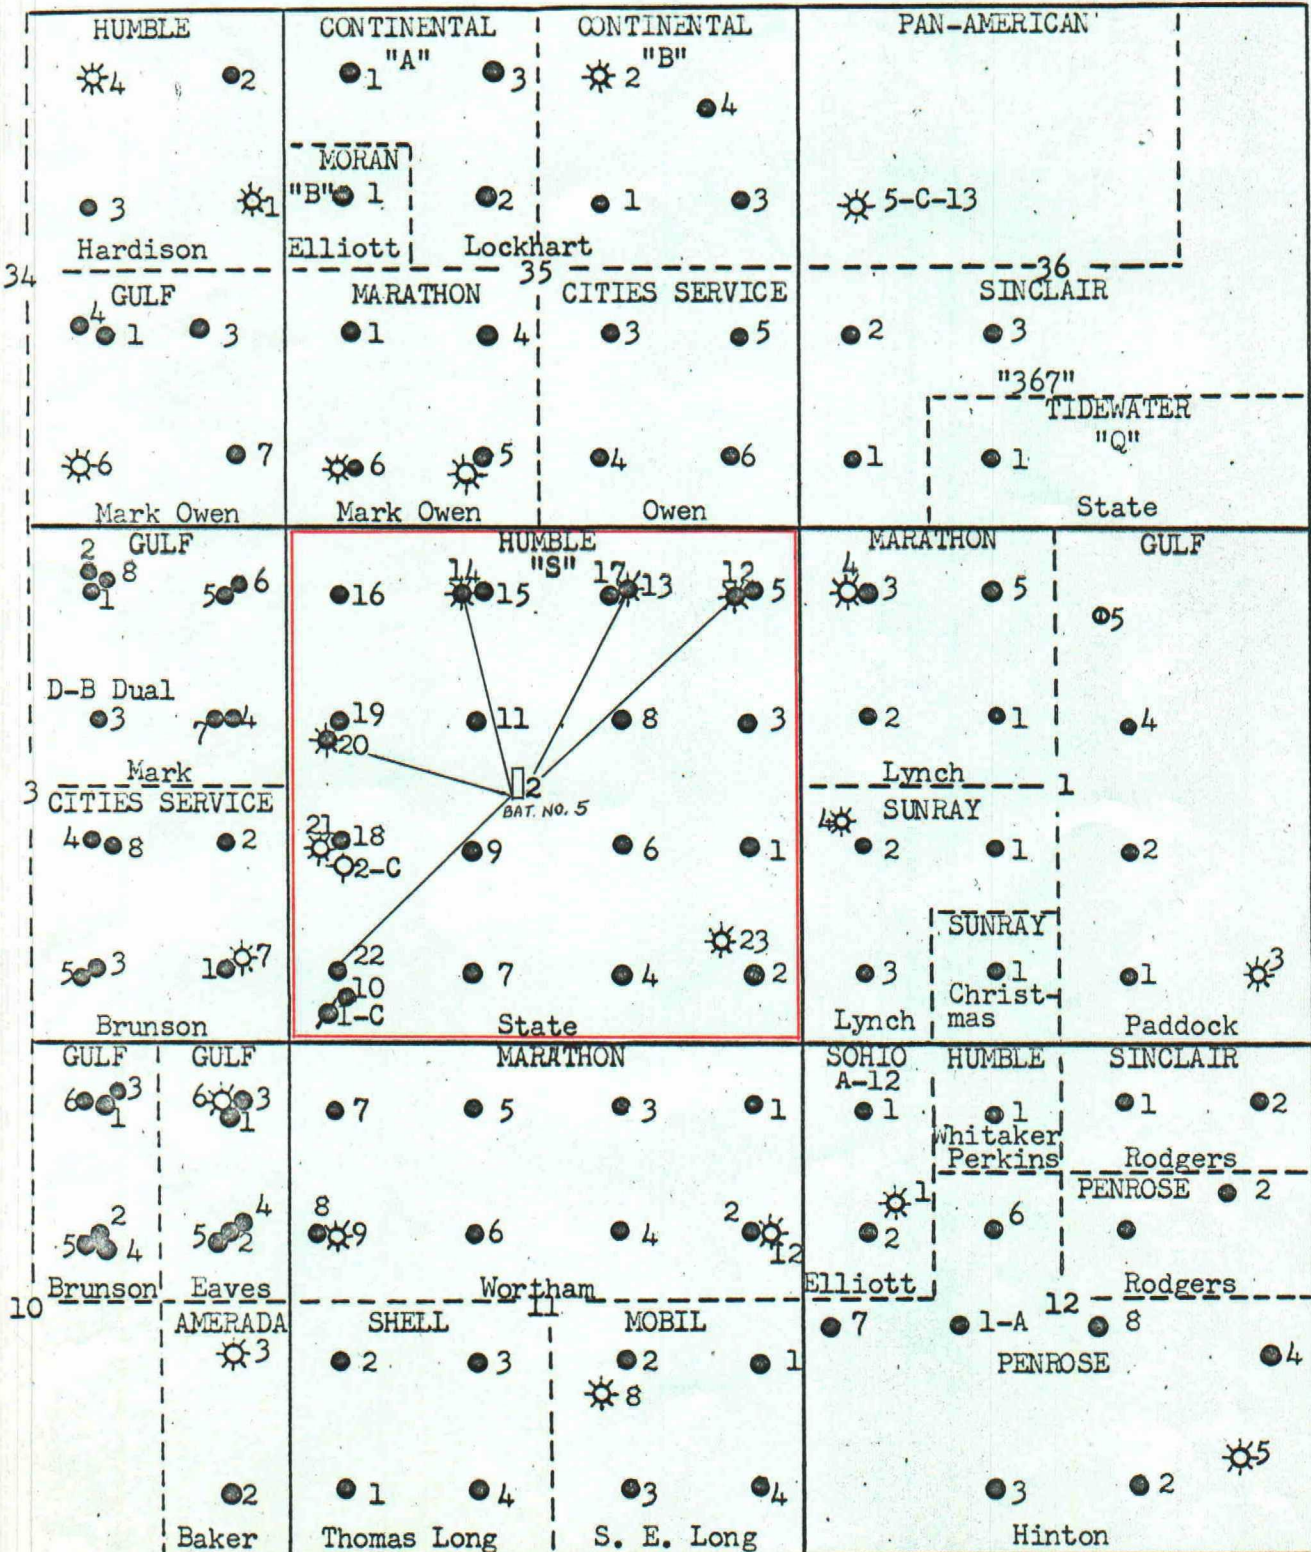 HUMBLE
4 2
3 1
Hardison
CONTINENTAL
"A"
1 3
MORAN
"B" 1 2
Elliott Lockhart
CONTINENTAL
"B"
2
4
1 3
PAN-AMERICAN
5-C-13
34
35
36
GULF
4 1 3
6 7
Mark Owen
MARATHON
1 4
6 5
Mark Owen
CITIES SERVICE
3 5
4 6
Owen
SINCLAIR
2 3
"367"
TIDEWATER
"Q"
1 1
State
GULF
2 8 5 6
1
D-B Dual
3 7 4
Mark
3
CITIES SERVICE
4 8 2
5 3 1 7
Brunson
HUMBLE
"S"
16 14 15 17 13 12 5
19 11 8 3
20
2
BAT. NO. 5
21 18 9 6 1
2-C
23
22 7 4 2
10
1-C
State
MARATHON
4 3 5
2 1
Lynch
1
GULF
5
4
2
1 3
Paddock
SUNRAY
4
2 1
SUNRAY
3 1
Lynch
Christ-
mas
GULF
6 3
1
2
5 4
Brunson
GULF
6 3
1
4
5 2
Eaves
MARATHON
7 5 3 1
8 9 6 4 2
12
Wortham
SOHIO
A-12
1
1
2
Elliott
HUMBLE
1
Whitaker
Perkins
6
SINCLAIR
1 2
Rodgers
PENROSE 2
Rodgers
10
11
12
AMERADA
3
2
Baker
SHELL
2 3
1 4
Thomas Long
MOBIL
2 1
8
3 4
S. E. Long
7 1-A 8
4
PENROSE
5
3 2
Hinton